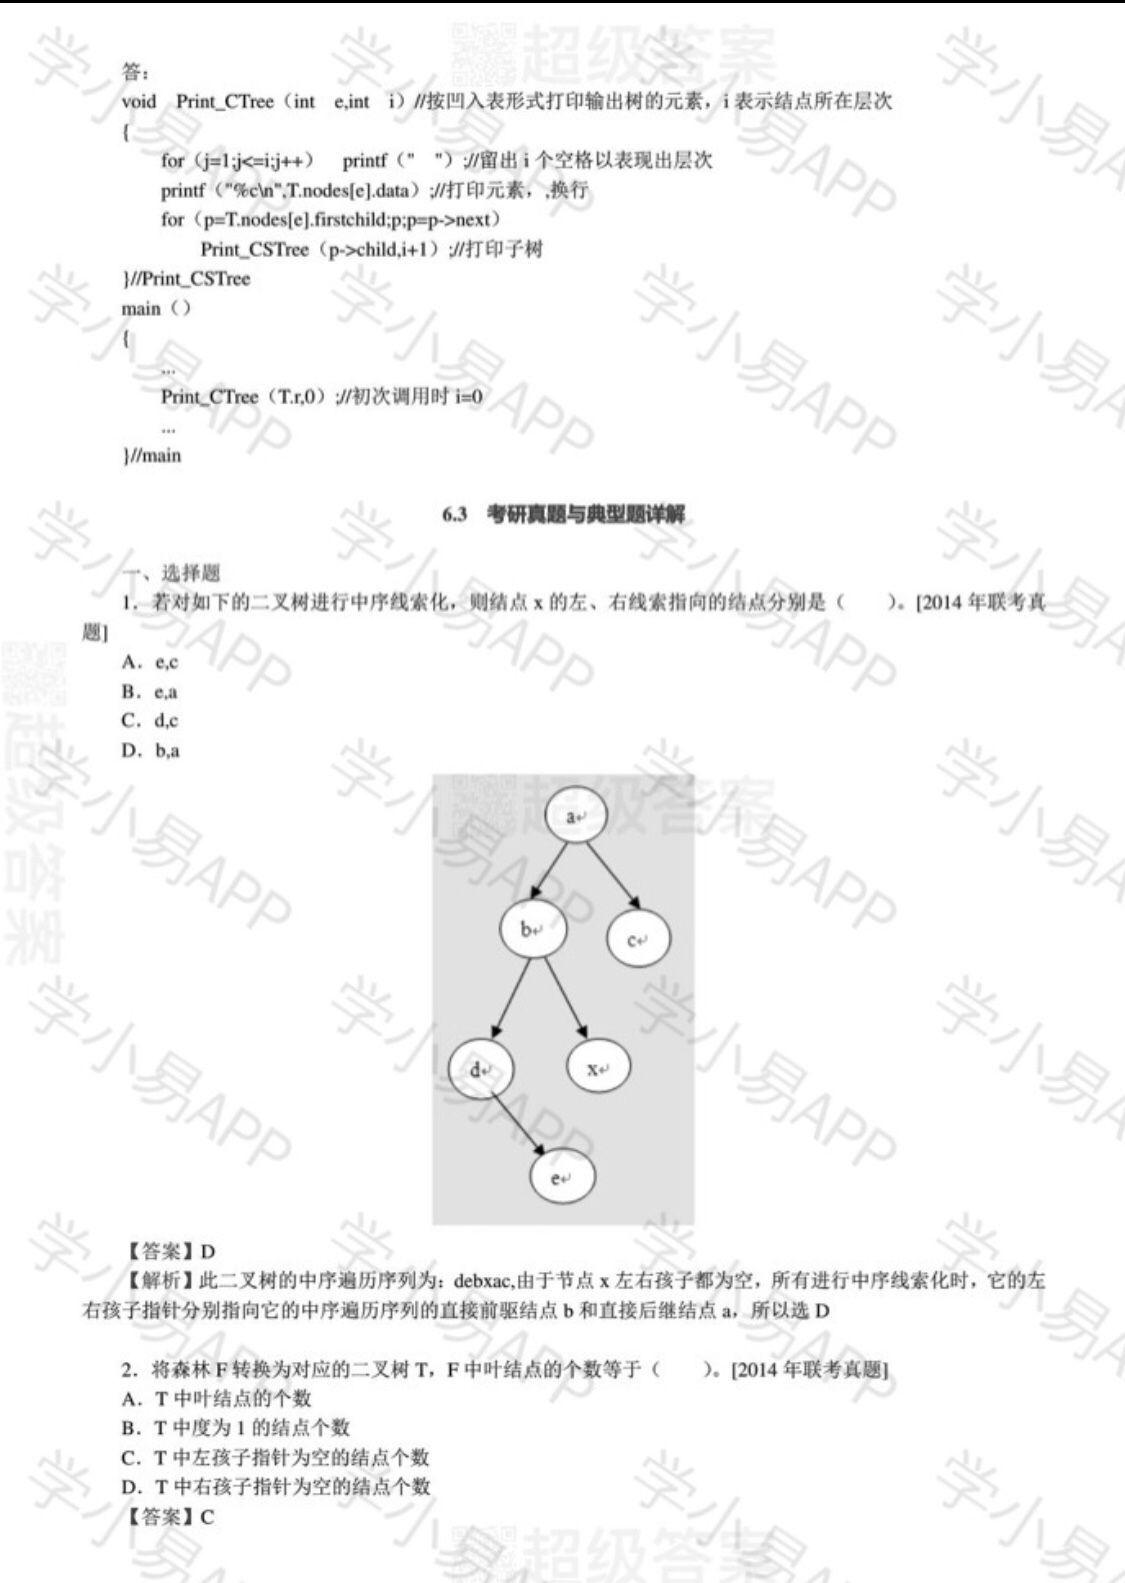 答：
void Print_CTree（int e,int i）//按凹入表形式打印输出树的元素，i 表示结点所在层次
{
for（j=1;j<=i;j++） printf（" "）;//留出 i 个空格以表现出层次
printf（"%c\n",T.nodes[e].data）;//打印元素，,换行
for（p=T.nodes[e].firstchild;p;p=p->next）
Print_CSTree（p->child,i+1）;//打印子树
}//Print_CSTree
main（）
{
...
Print_CTree（T.r,0）;//初次调用时 i=0
...
}//main
6.3 考研真题与典型题详解
一、选择题
1．若对如下的二叉树进行中序线索化，则结点 x 的左、右线索指向的结点分别是（ ）。[2014 年联考真
题]
A．e,c
B．e,a
C．d,c
D．b,a
a
b
c
d
x
e
【答案】D
【解析】此二叉树的中序遍历序列为：debxac,由于节点 x 左右孩子都为空，所有进行中序线索化时，它的左
右孩子指针分别指向它的中序遍历序列的直接前驱结点 b 和直接后继结点 a，所以选 D
2．将森林 F 转换为对应的二叉树 T，F 中叶结点的个数等于（ ）。[2014 年联考真题]
A．T 中叶结点的个数
B．T 中度为 1 的结点个数
C．T 中左孩子指针为空的结点个数
D．T 中右孩子指针为空的结点个数
【答案】C
学小易APP
超级答案